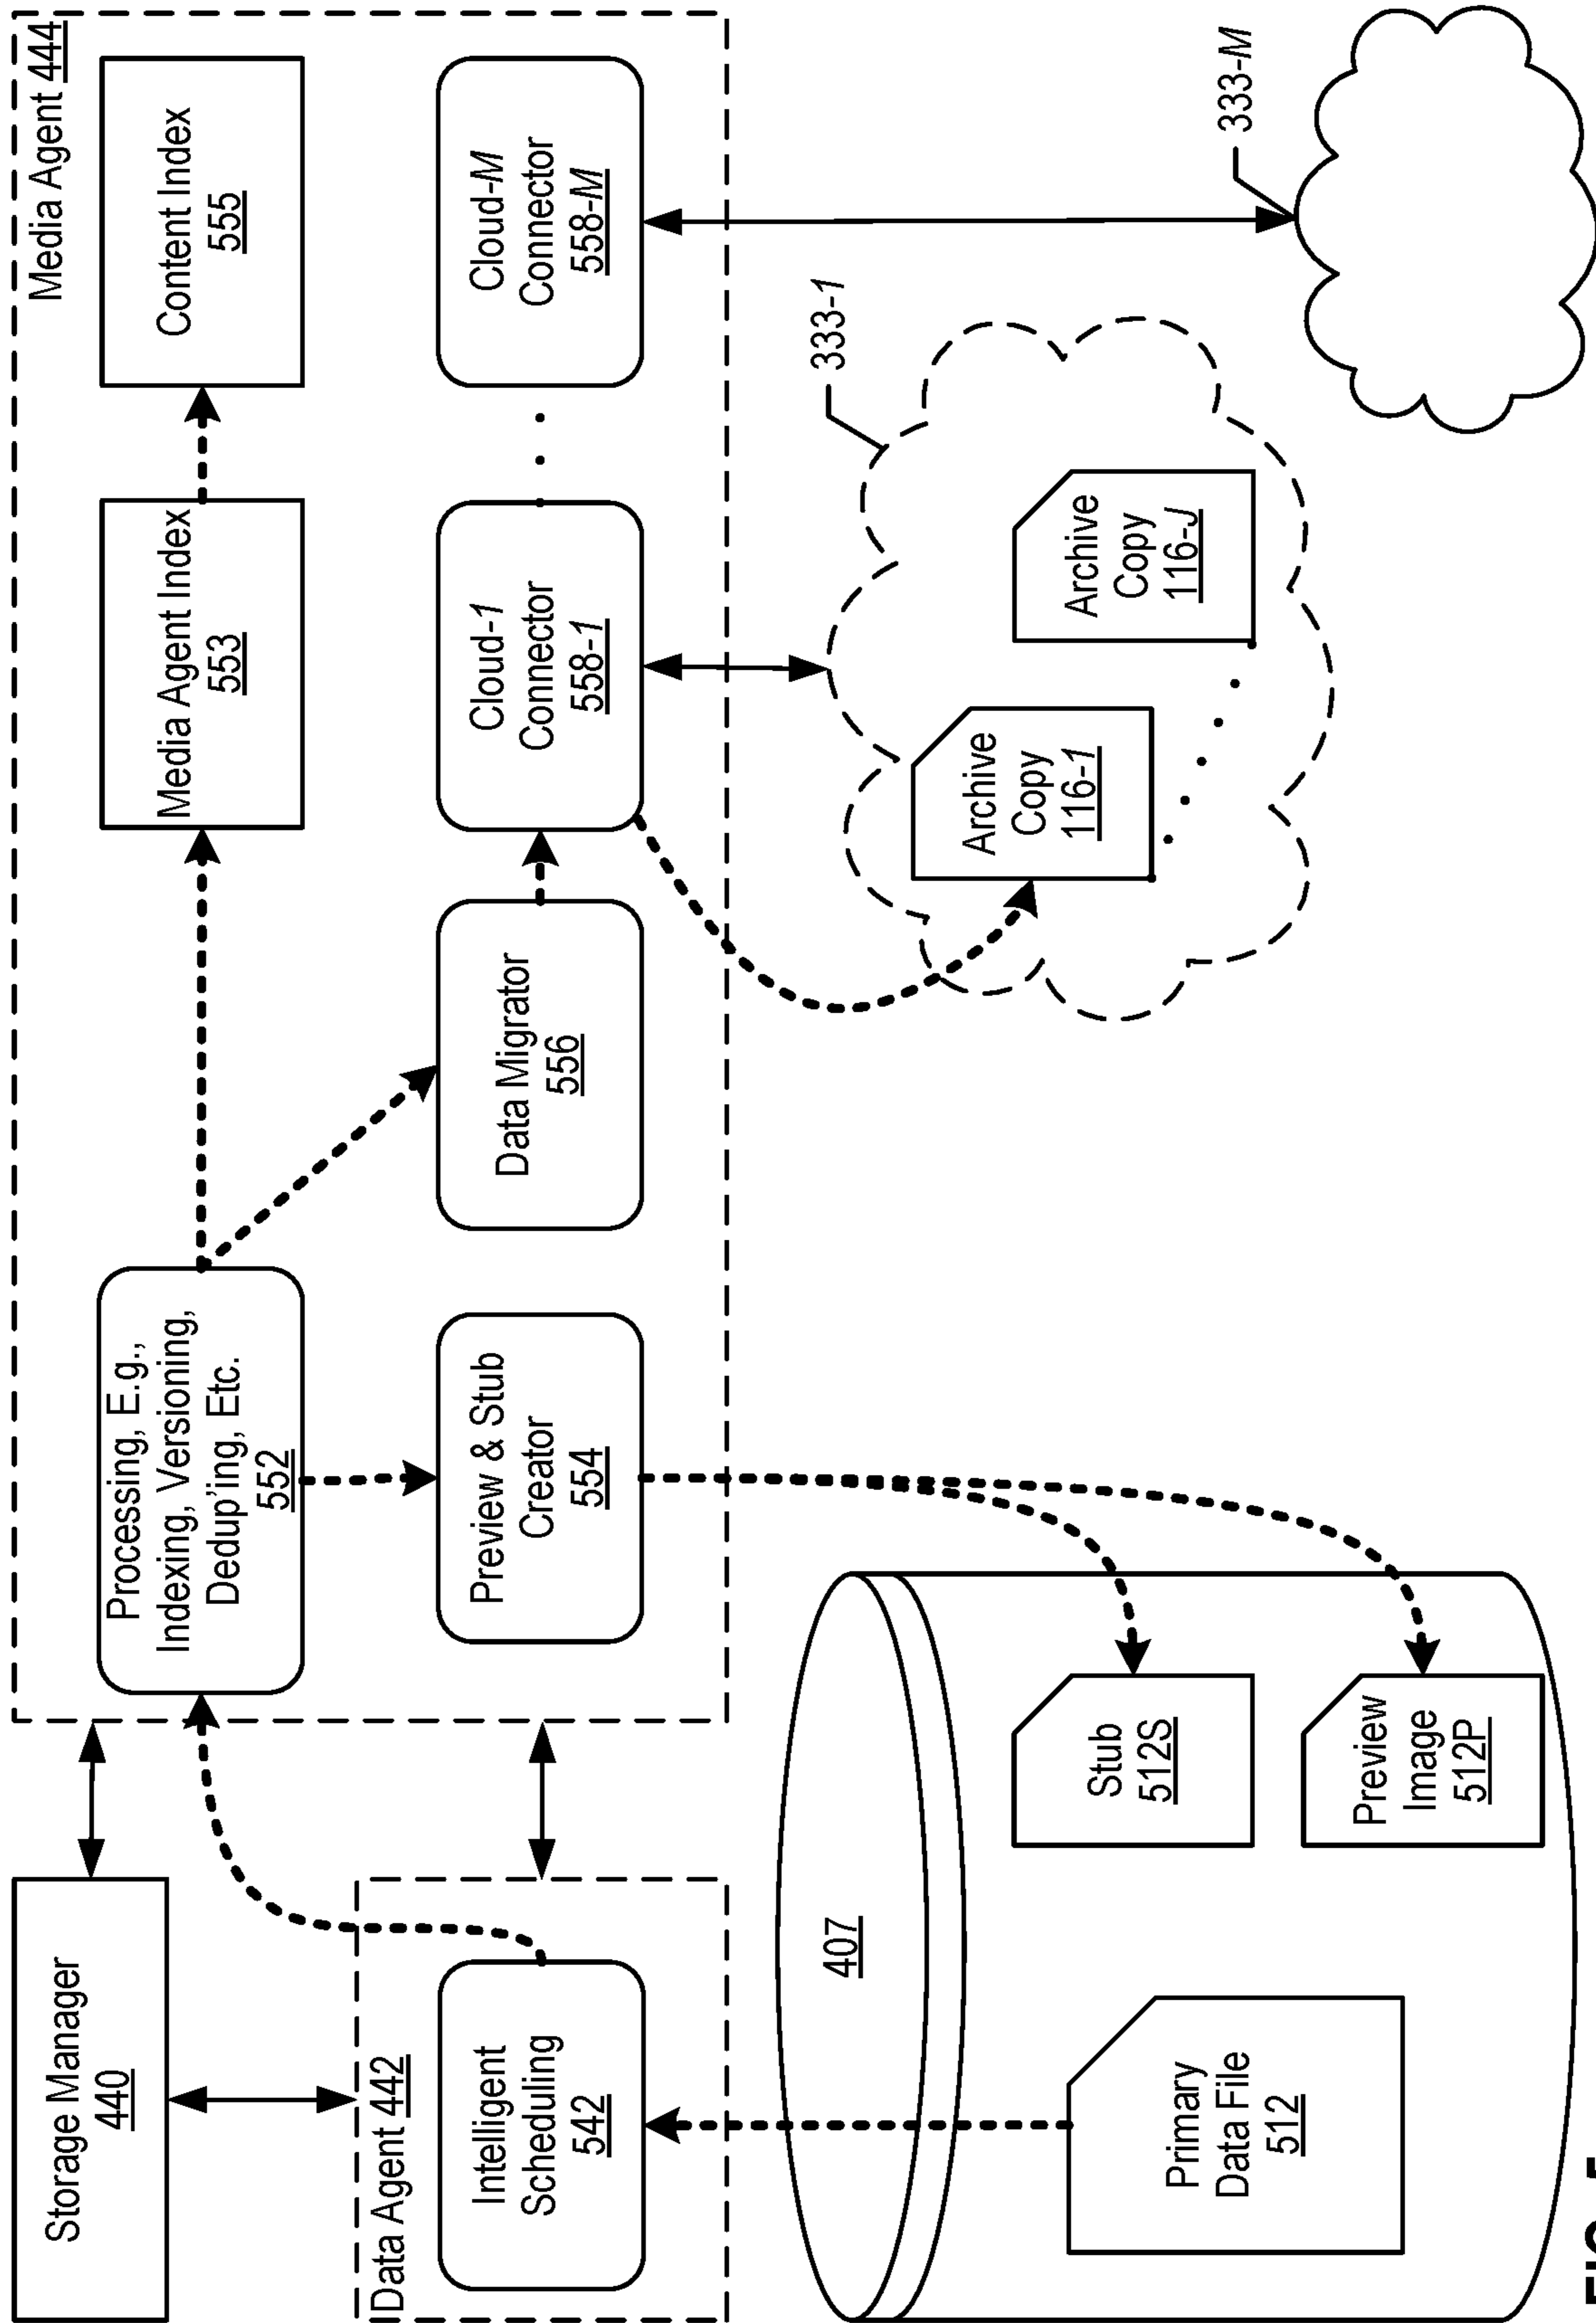 Storage Manager
440
Media Agent 444
Processing, E.g.,
Indexing, Versioning,
Dedup'ing, Etc.
552
Media Agent Index
553
Content Index
555
Data Agent 442
Intelligent
Scheduling
542
Preview & Stub
Creator
554
Data Migrator
556
Cloud-1
Connector
558-1
Cloud-M
Connector
558-M
407
333-1
333-M
Primary
Data File
512
Stub
512S
Preview
Image
512P
Archive
Copy
116-1
Archive
Copy
116-J
FIG. 5